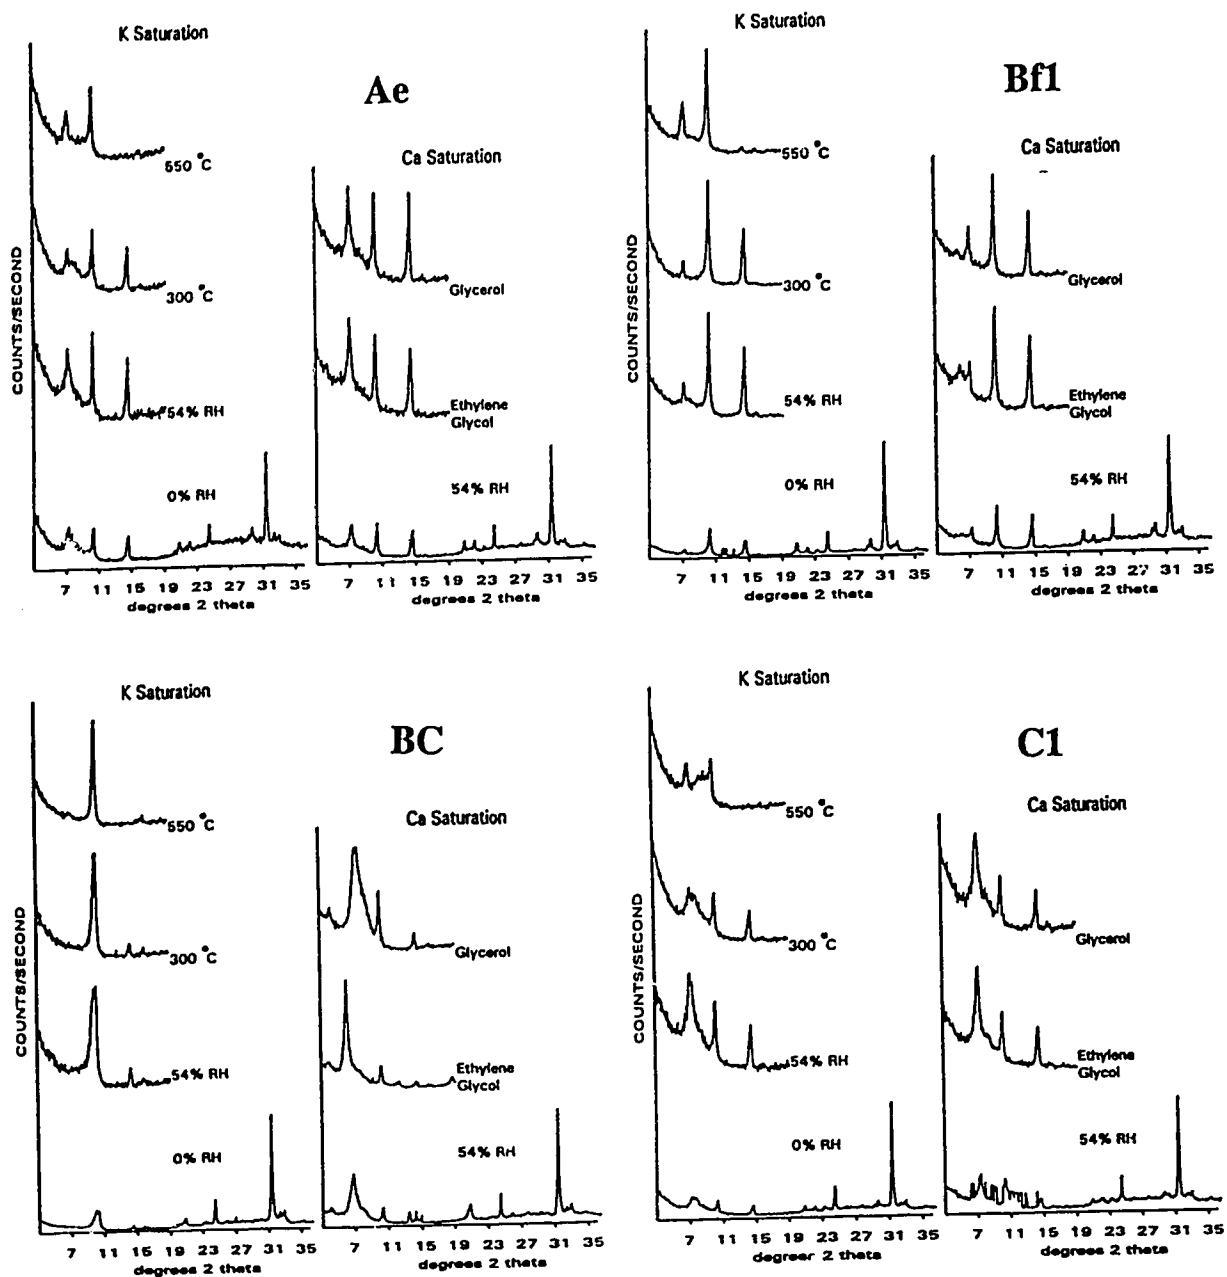 K Saturation
Ae
550 °C
Ca Saturation
300 °C
Glycerol
54% RH
Ethylene
Glycol
0% RH
54% RH
COUNTS/SECOND
7 11 15 19 23 27 31 35
degrees 2 theta
7 11 15 19 23 27 31 35
degrees 2 theta
K Saturation
Bf1
550 °C
Ca Saturation
300 °C
Glycerol
54% RH
Ethylene
Glycol
0% RH
54% RH
COUNTS/SECOND
7 11 15 19 23 27 31 35
degrees 2 theta
7 11 15 19 23 27 31 35
degrees 2 theta
K Saturation
BC
550 °C
Ca Saturation
300 °C
Glycerol
54% RH
Ethylene
Glycol
0% RH
54% RH
COUNTS/SECOND
7 11 15 19 23 27 31 35
degrees 2 theta
7 11 15 19 23 27 31 35
degrees 2 theta
K Saturation
C1
550 °C
Ca Saturation
300 °C
Glycerol
54% RH
Ethylene
Glycol
0% RH
54% RH
COUNTS/SECOND
7 11 15 19 23 27 31 35
degreer 2 theta
7 11 15 19 23 27 31 35
degrees 2 theta